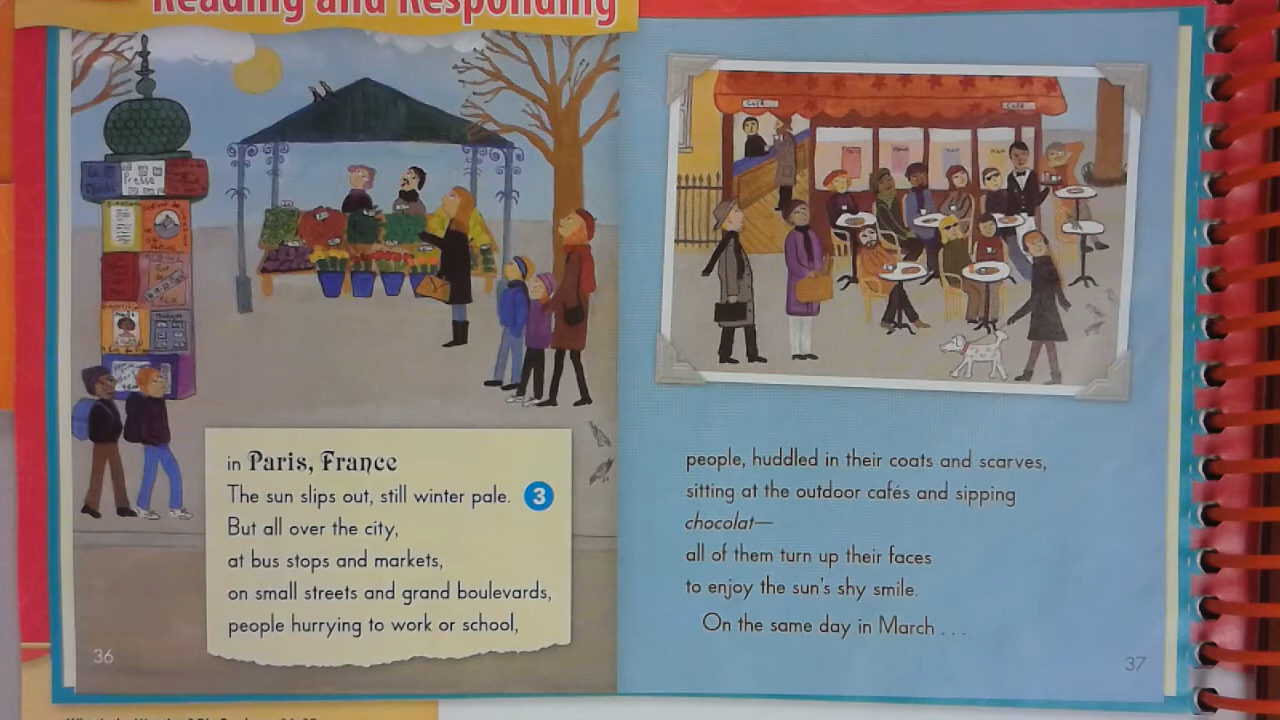 Reading and Responding
Presse
in Paris, France
The sun slips out, still winter pale. 3
But all over the city,
at bus stops and markets,
on small streets and grand boulevards,
people hurrying to work or school,
36
Café Café
people, huddled in their coats and scarves,
sitting at the outdoor cafés and sipping
chocolat—
all of them turn up their faces
to enjoy the sun's shy smile.
On the same day in March . . .
37